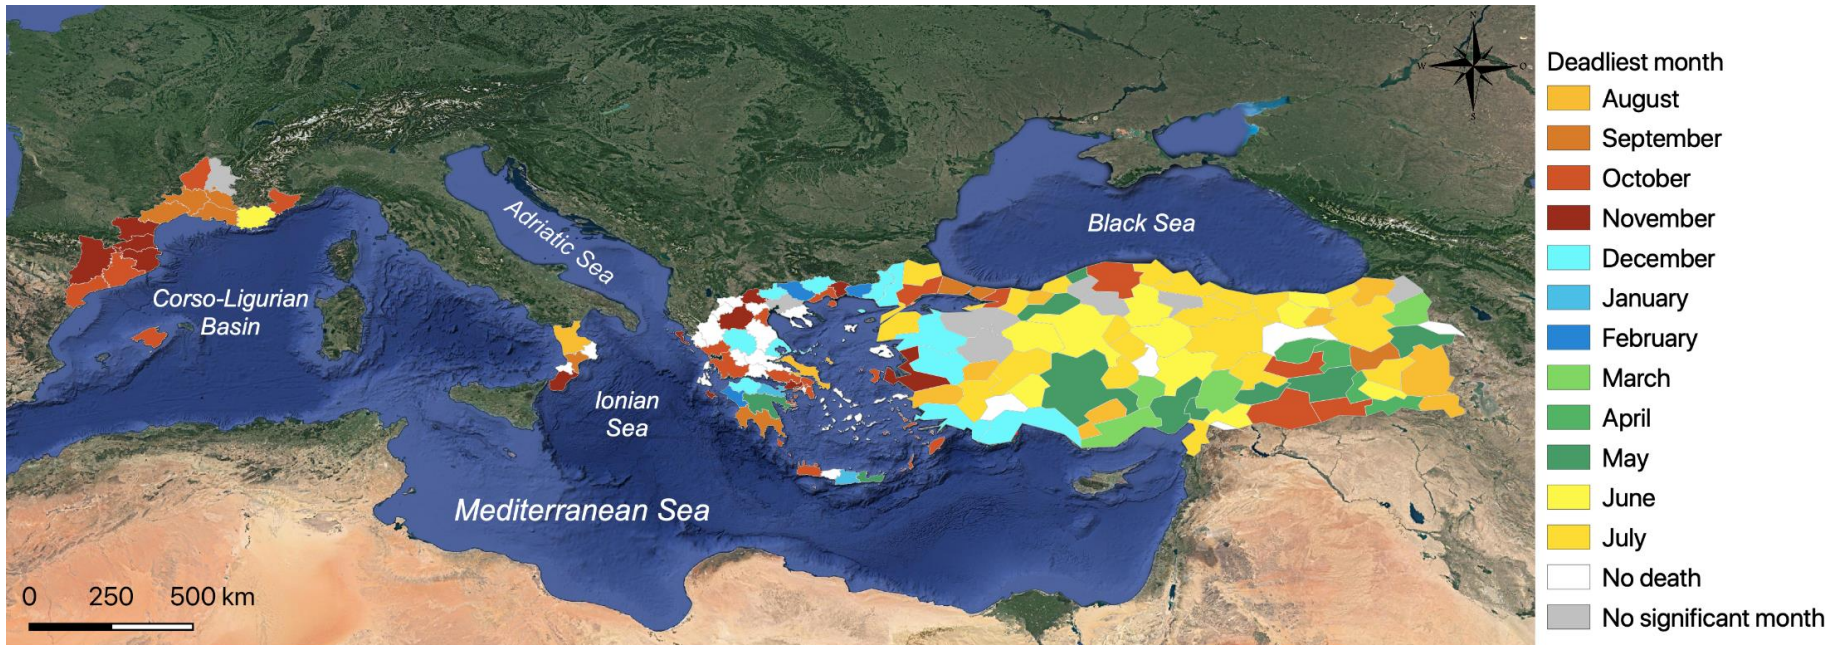 N
W
O
S
Adriatic Sea
Black Sea
Corso-Ligurian
Basin
Ionian
Sea
Mediterranean Sea
0 250 500 km
Deadliest month
August
September
October
November
December
January
February
March
April
May
June
July
No death
No significant month